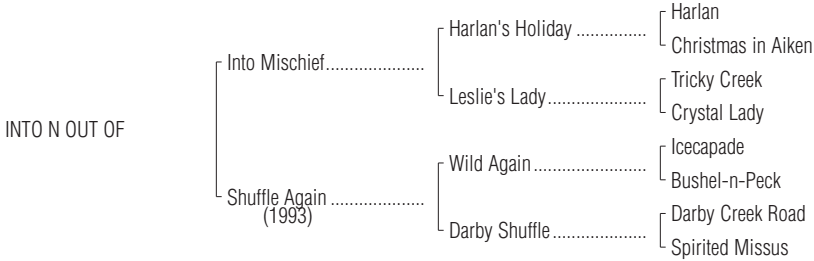 Harlan
Harlan's Holiday ...............
Christmas in Aiken
Into Mischief.....................
Tricky Creek
Leslie's Lady.....................
Crystal Lady
INTO N OUT OF
Icecapade
Wild Again........................
Bushel-n-Peck
Shuffle Again ....................
(1993)
Darby Creek Road
Darby Shuffle....................
Spirited Missus